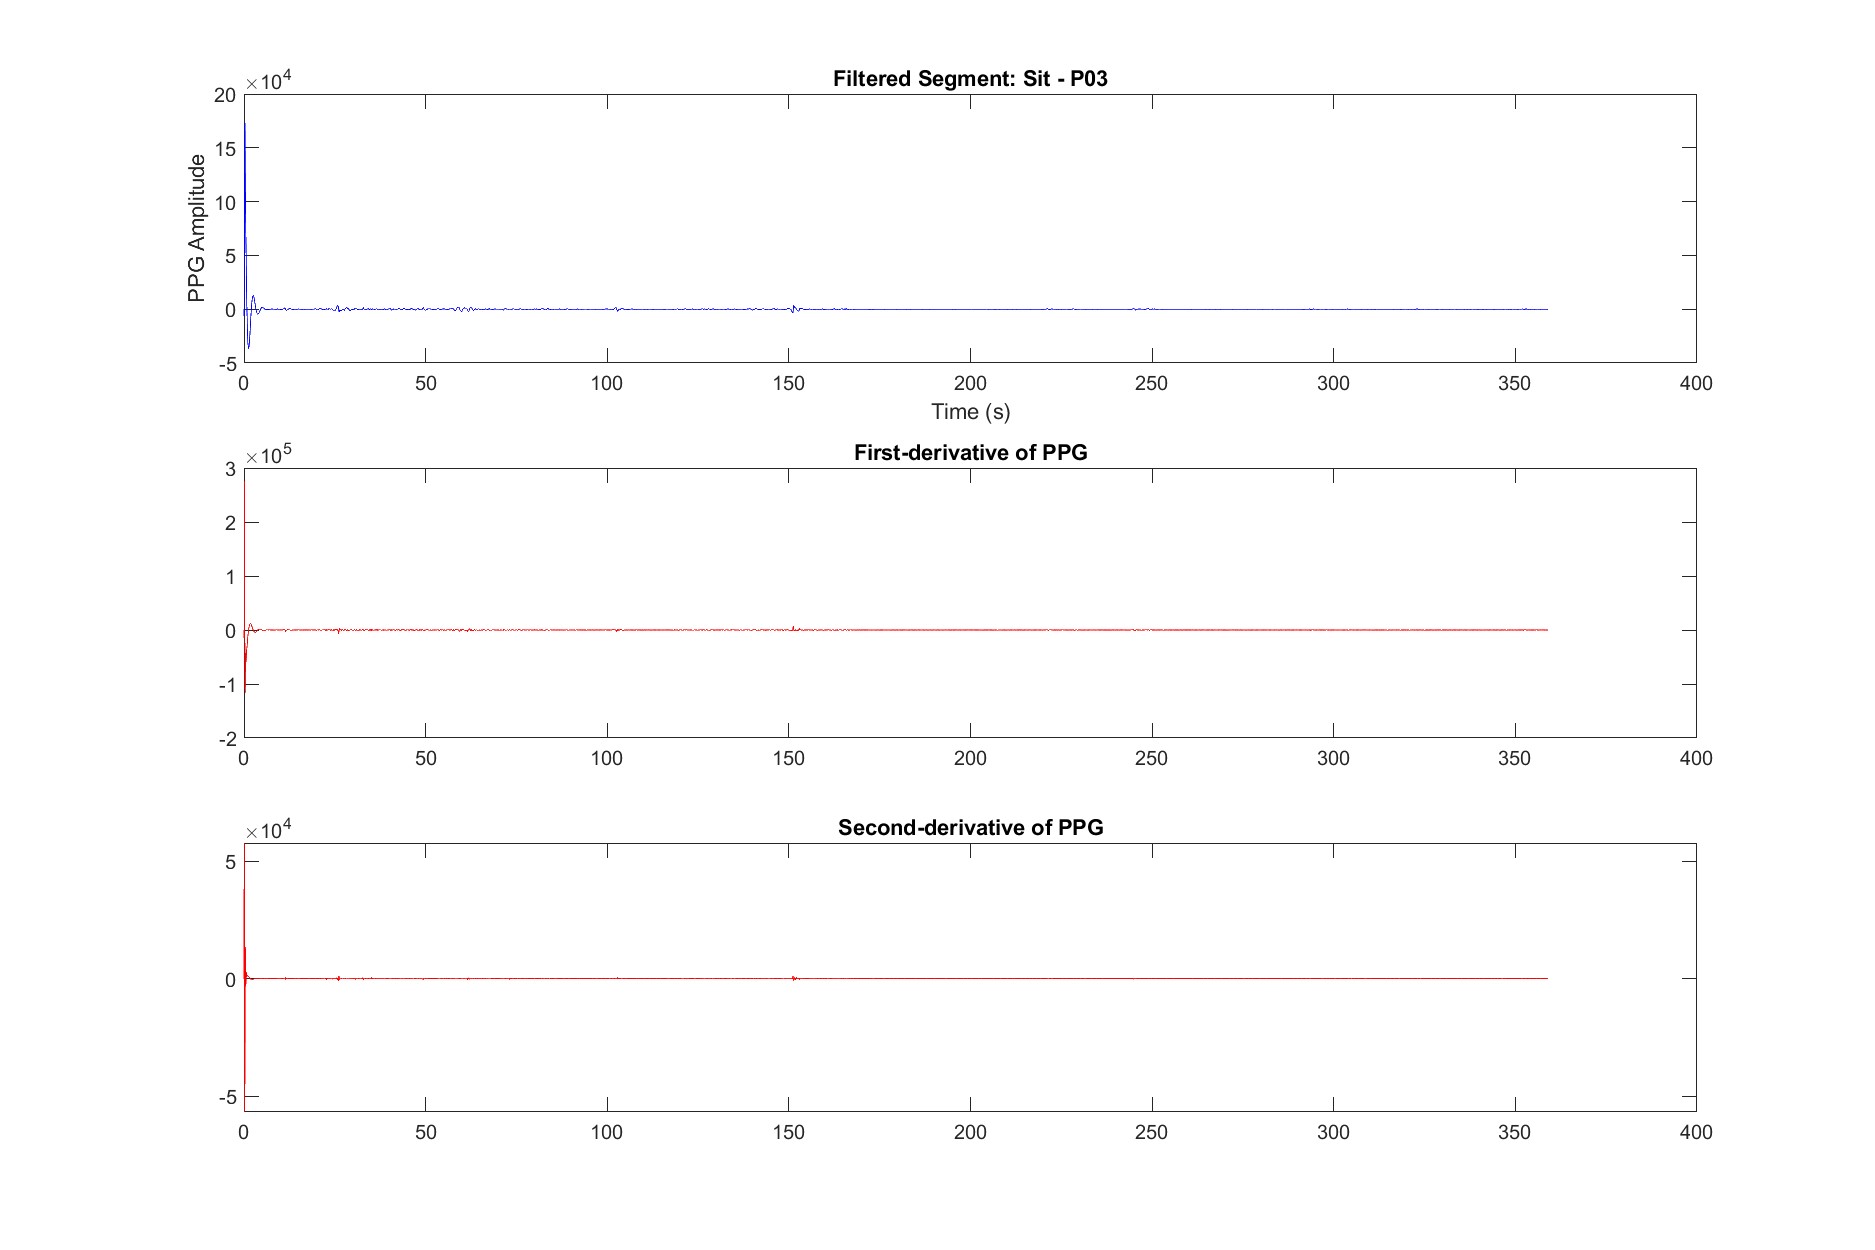 Filtered Segment: Sit - P03
×10^4
20
15
10
5
0
-5
PPG Amplitude
0 50 100 150 200 250 300 350 400
Time (s)
First-derivative of PPG
×10^5
3
2
1
0
-1
-2
0 50 100 150 200 250 300 350 400
Second-derivative of PPG
×10^4
5
0
-5
0 50 100 150 200 250 300 350 400